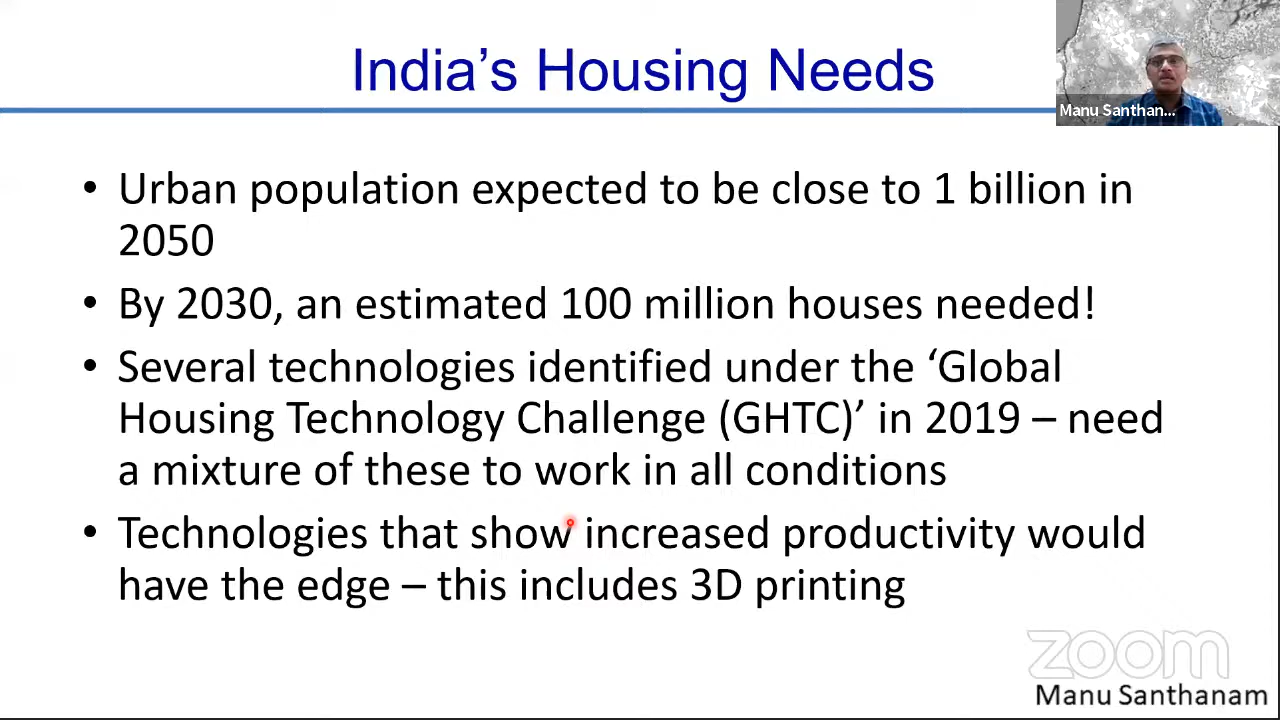 India’s Housing Needs
Manu Santhan...
• Urban population expected to be close to 1 billion in
2050
• By 2030, an estimated 100 million houses needed!
• Several technologies identified under the ‘Global
Housing Technology Challenge (GHTC)’ in 2019 – need
a mixture of these to work in all conditions
• Technologies that show increased productivity would
have the edge – this includes 3D printing
zoom
Manu Santhanam